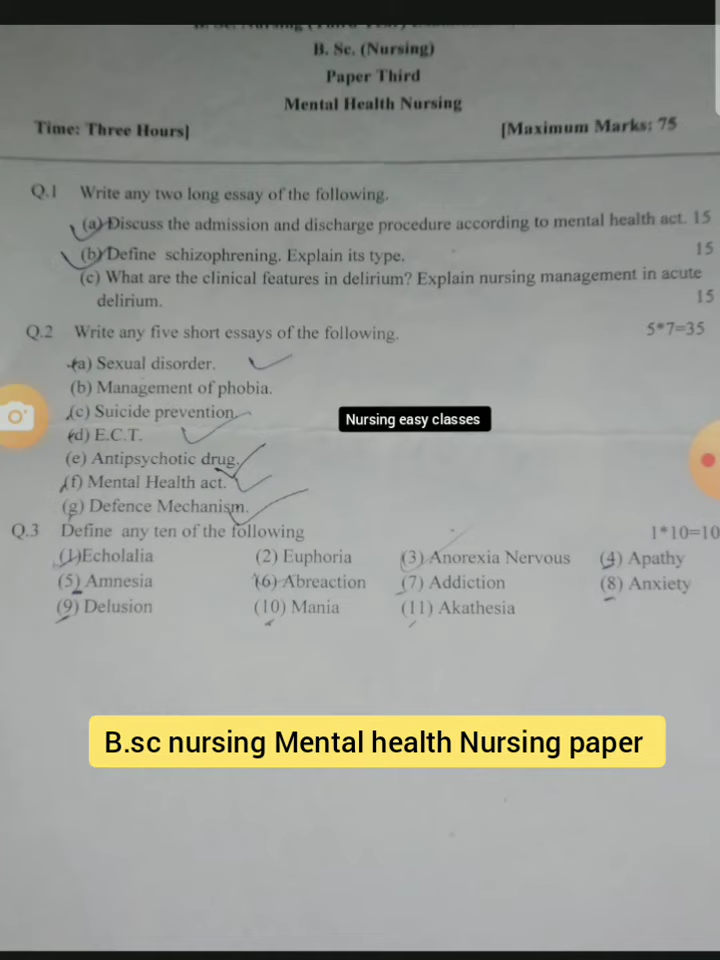 B. Sc. Nursing (Third Year)
B. Sc. (Nursing)
Paper Third
Mental Health Nursing
Time: Three Hours] [Maximum Marks: 75
Q.1 Write any two long essay of the following.
(a) Discuss the admission and discharge procedure according to mental health act. 15
(b) Define schizophrening. Explain its type. 15
(c) What are the clinical features in delirium? Explain nursing management in acute
delirium. 15
Q.2 Write any five short essays of the following. 5*7=35
(a) Sexual disorder.
(b) Management of phobia.
(c) Suicide prevention.
Nursing easy classes
(d) E.C.T.
(e) Antipsychotic drug.
(f) Mental Health act.
(g) Defence Mechanism.
Q.3 Define any ten of the following 1*10=10
(1) Echolalia (2) Euphoria (3) Anorexia Nervous (4) Apathy
(5) Amnesia (6) Abreaction (7) Addiction (8) Anxiety
(9) Delusion (10) Mania (11) Akathesia
B.sc nursing Mental health Nursing paper